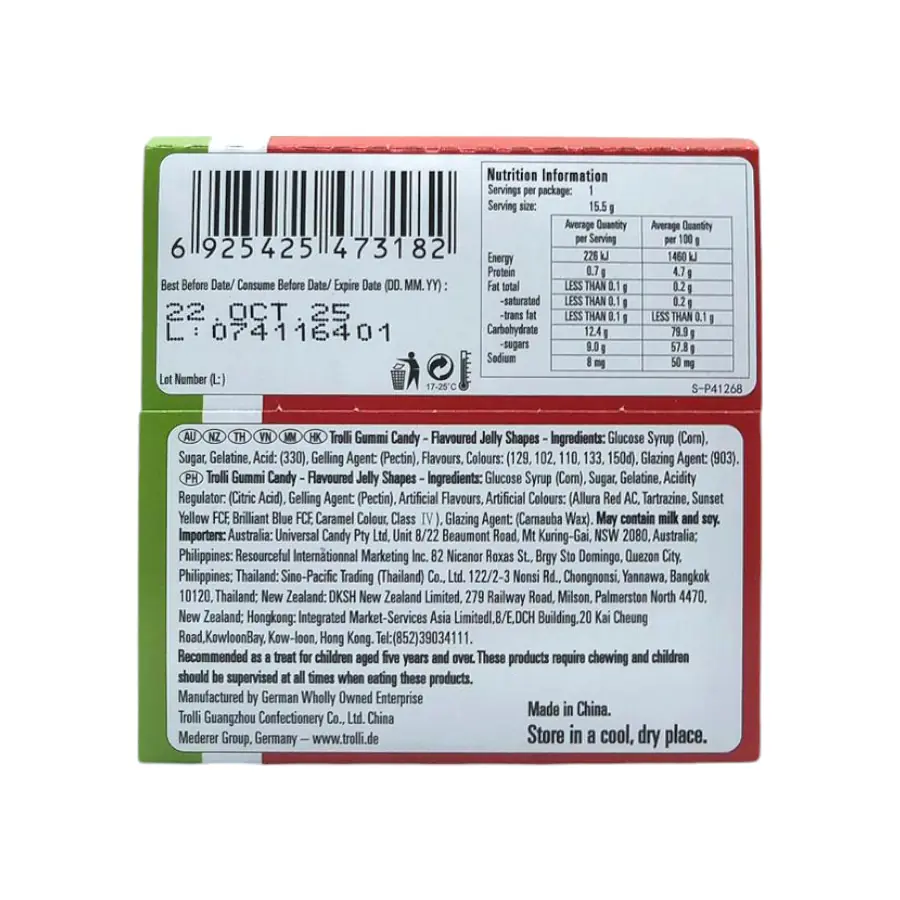 6 925425 473182
Best Before Date/ Consume Before Date/ Expire Date (DD. MM. YY) :
22.OCT.25
L:074116401
Lot Number (L:)
17-25°C
Nutrition Information
Servings per package: 1
Serving size: 15.5 g
Average Quantity per Serving Average Quantity per 100 g
Energy 226 kJ 1460 kJ
Protein 0.7 g 4.7 g
Fat total LESS THAN 0.1 g 0.2 g
-saturated LESS THAN 0.1 g 0.2 g
-trans fat LESS THAN 0.1 g LESS THAN 0.1 g
Carbohydrate 12.4 g 79.9 g
-sugars 9.0 g 57.8 g
Sodium 8 mg 50 mg
S-P41268
AU NZ TH VN MM HK Trolli Gummi Candy - Flavoured Jelly Shapes - Ingredients: Glucose Syrup (Corn),
Sugar, Gelatine, Acid: (330), Gelling Agent: (Pectin), Flavours, Colours: (129, 102, 110, 133, 150d), Glazing Agent: (903).
PH Trolli Gummi Candy - Flavoured Jelly Shapes - Ingredients: Glucose Syrup (Corn), Sugar, Gelatine, Acidity
Regulator: (Citric Acid), Gelling Agent: (Pectin), Artificial Flavours, Artificial Colours: (Allura Red AC, Tartrazine, Sunset
Yellow FCF, Brilliant Blue FCF, Caramel Colour, Class IV), Glazing Agent: (Carnauba Wax). May contain milk and soy.
Importers: Australia: Universal Candy Pty Ltd, Unit 8/22 Beaumont Road, Mt Kuring-Gai, NSW 2080, Australia;
Philippines: Resourceful Internationnal Marketing Inc. 82 Nicanor Roxas St., Brgy Sto Domingo, Quezon City,
Philippines; Thailand: Sino-Pacific Trading (Thailand) Co., Ltd. 122/2-3 Nonsi Rd., Chongnonsi, Yannawa, Bangkok
10120, Thailand; New Zealand: DKSH New Zealand Limited, 279 Railway Road, Milson, Palmerston North 4470,
New Zealand; Hongkong: Integrated Market-Services Asia Limitedl,8/E,DCH Building,20 Kai Cheung
Road,KowloonBay, Kow-loon, Hong Kong. Tel:(852)39034111.
Recommended as a treat for children aged five years and over. These products require chewing and children
should be supervised at all times when eating these products.
Manufactured by German Wholly Owned Enterprise
Trolli Guangzhou Confectionery Co., Ltd. China
Mederer Group, Germany – www.trolli.de
Made in China.
Store in a cool, dry place.